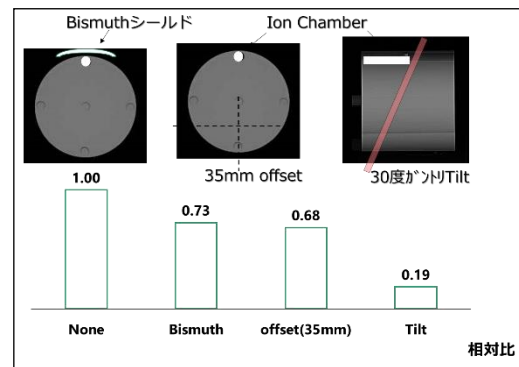 Bismuthシールド
Ion Chamber
35mm offset
30度ガントリTilt
1.00
0.73
0.68
0.19
None
Bismuth
offset(35mm)
Tilt
相対比